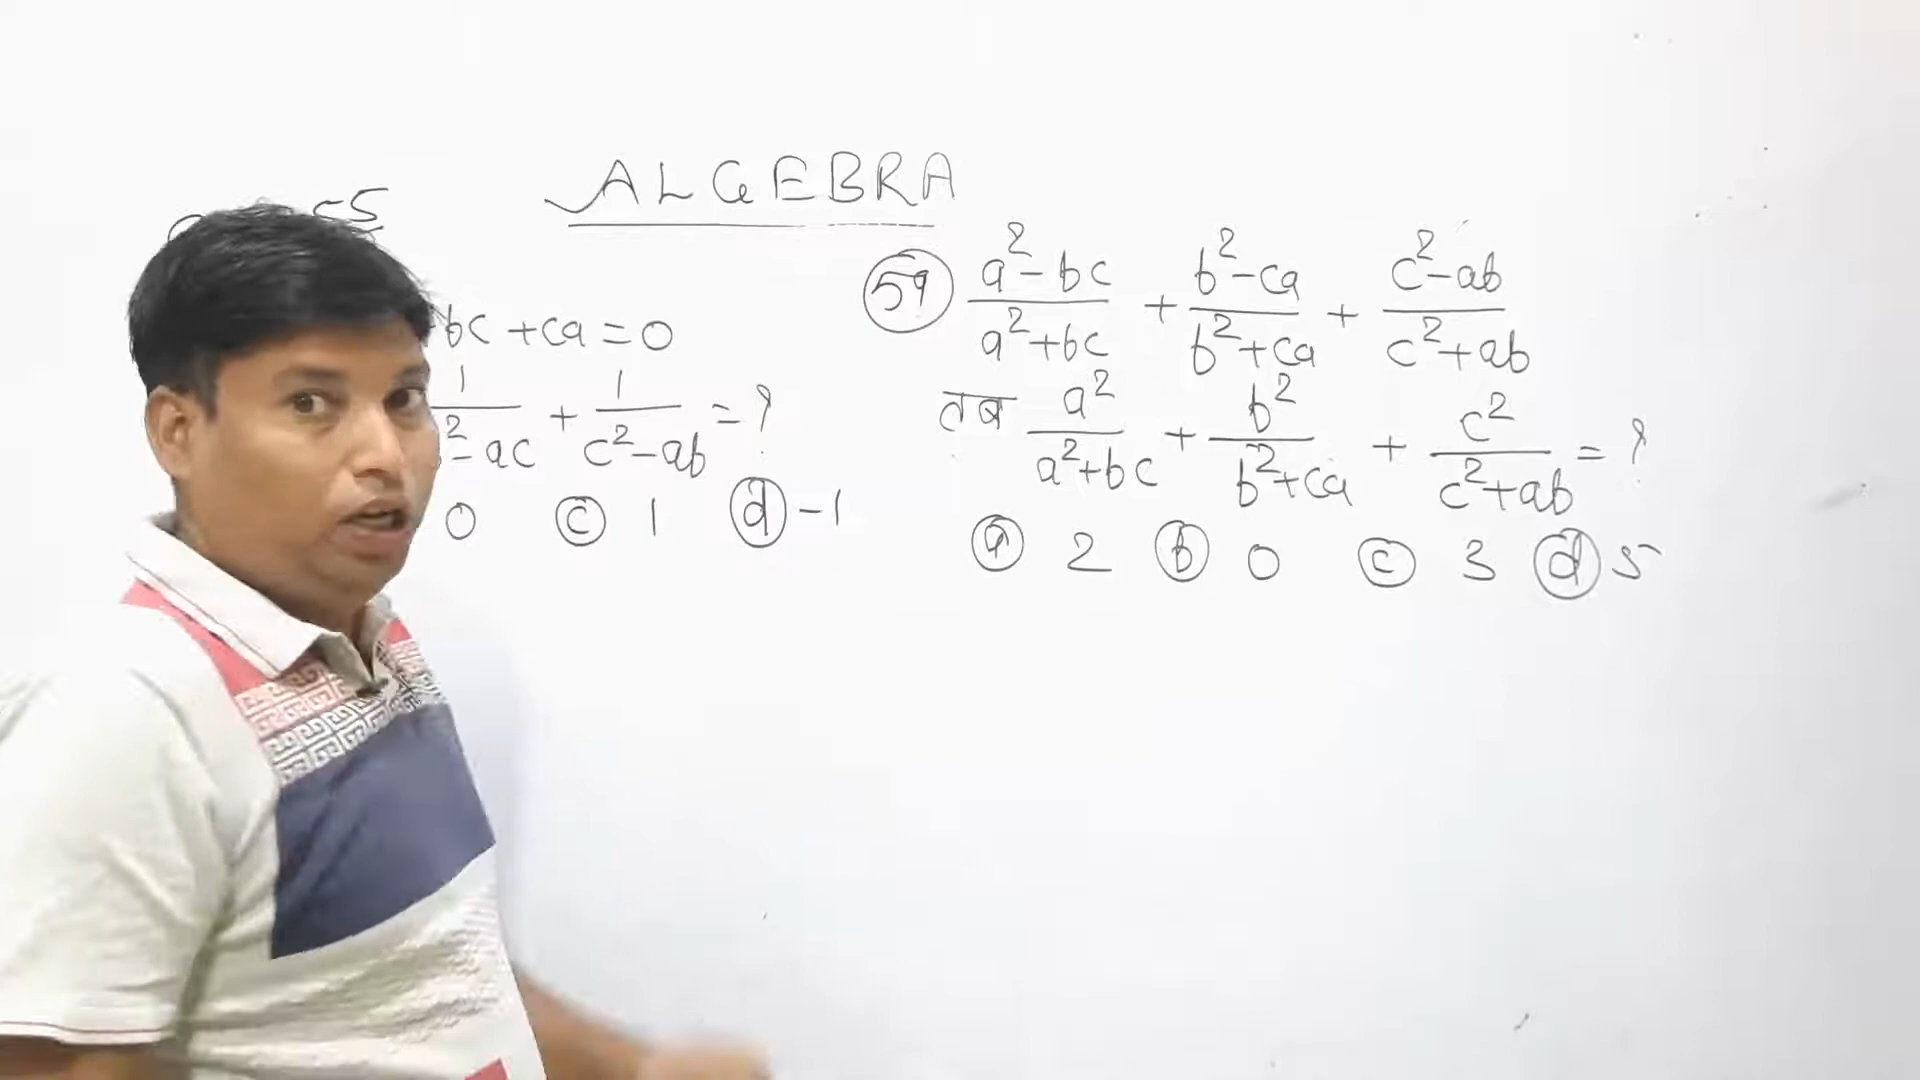 ALGEBRA
bc + ca = 0
1/ + 1/(c² - ab) = ?
0 ⓒ 1 ⓓ -1
59 (a² - bc)/(a² + bc) + (b² - ca)/(b² + ca) + (c² - ab)/(c² + ab)
तब a²/(a² + bc) + b²/(b² + ca) + c²/(c² + ab) = ?
ⓐ 2 ⓑ 0 ⓒ 3 ⓓ 5